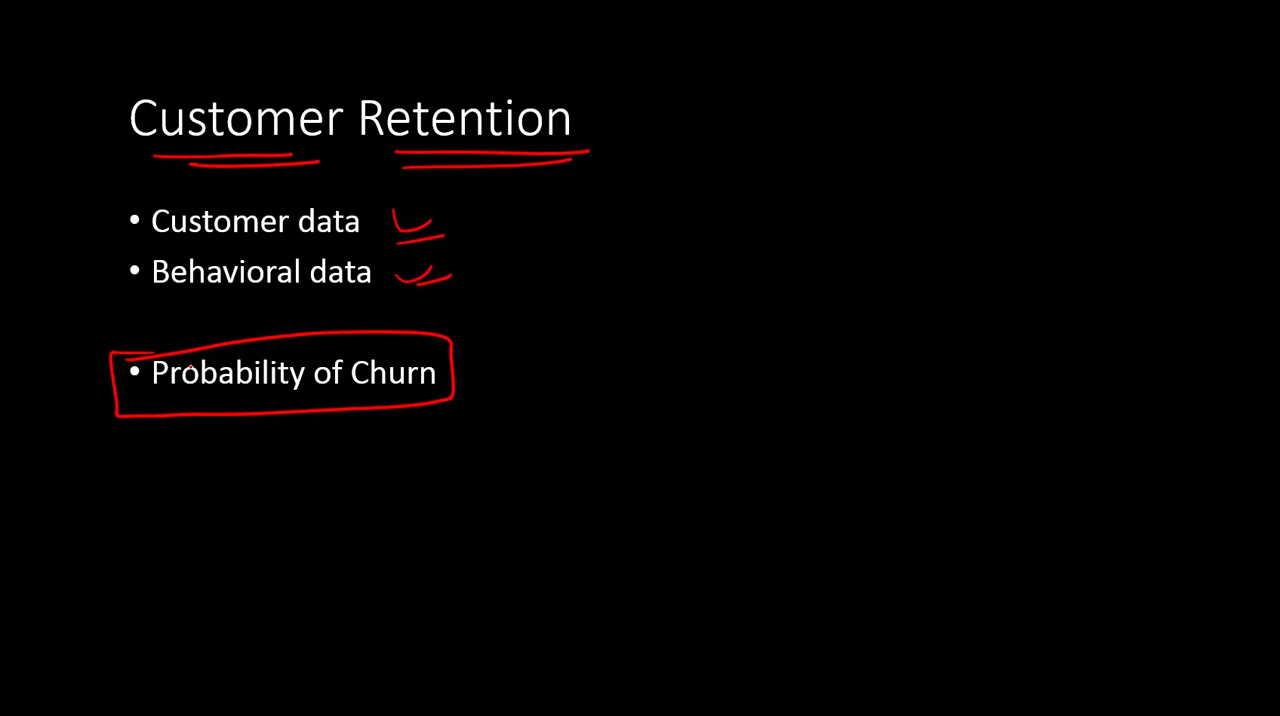 Customer Retention
• Customer data
• Behavioral data
• Probability of Churn